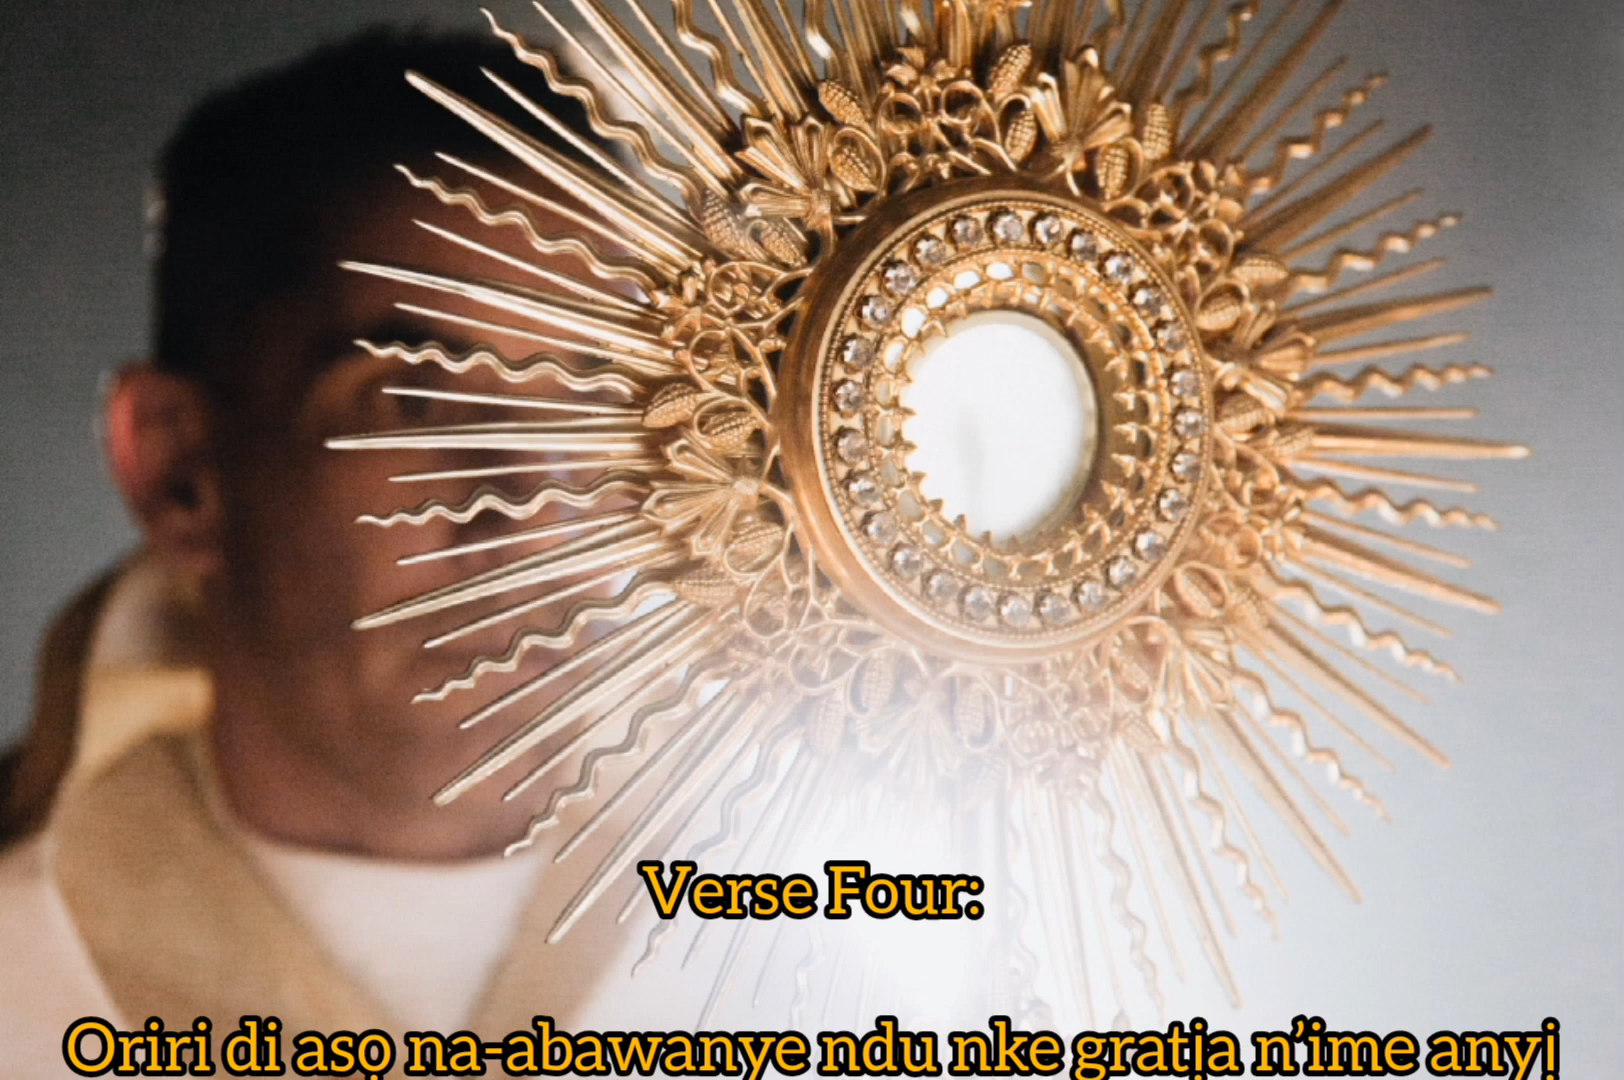 Verse Four:
Oriri di asọ na-abawanye ndu nke gratịa n’ime anyị